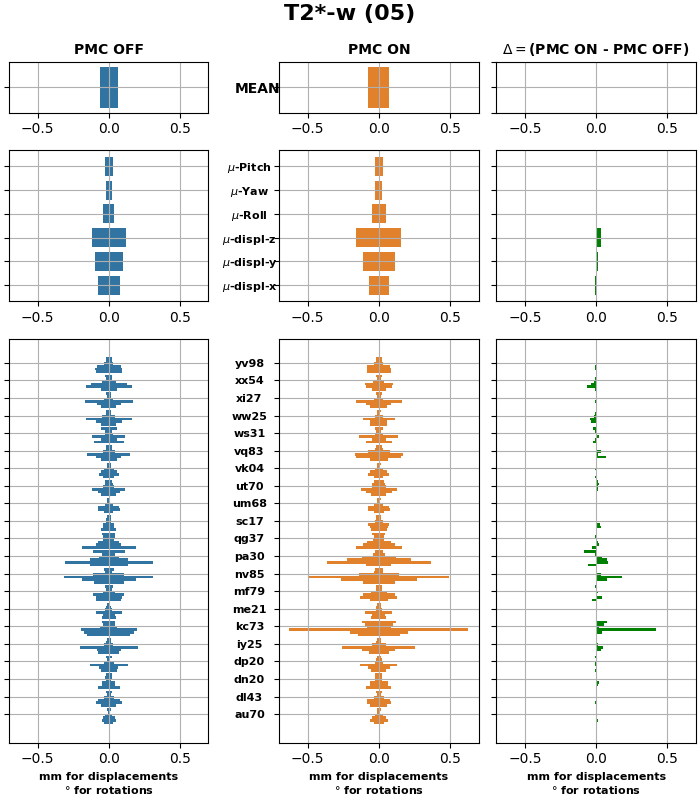 T2*-w (05)
PMC OFF
PMC ON
Δ = (PMC ON - PMC OFF)
MEAN
−0.5 0.0 0.5
−0.5 0.0 0.5
−0.5 0.0 0.5
μ-Pitch
μ-Yaw
μ-Roll
μ-displ-z
μ-displ-y
μ-displ-x
−0.5 0.0 0.5
−0.5 0.0 0.5
−0.5 0.0 0.5
yv98
xx54
xi27
ww25
ws31
vq83
vk04
ut70
um68
sc17
qg37
pa30
nv85
mf79
me21
kc73
iy25
dp20
dn20
dl43
au70
−0.5 0.0 0.5
−0.5 0.0 0.5
−0.5 0.0 0.5
mm for displacements
° for rotations
mm for displacements
° for rotations
mm for displacements
° for rotations